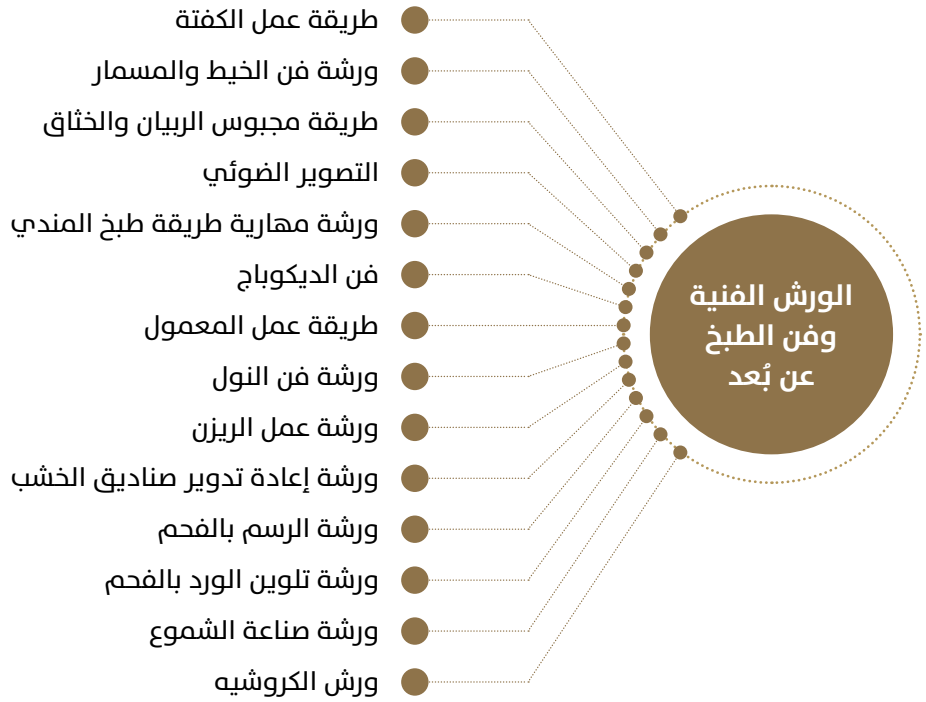 الورش الفنية
وفن الطبخ
عن بُعد
طريقة عمل الكفتة
ورشة فن الخيط والمسمار
طريقة مجبوس الربيان والخثاق
التصوير الضوئي
ورشة مهارية طريقة طبخ المندي
فن الديكوباج
طريقة عمل المعمول
ورشة فن النول
ورشة عمل الريزن
ورشة إعادة تدوير صناديق الخشب
ورشة الرسم بالفحم
ورشة تلوين الورد بالفحم
ورشة صناعة الشموع
ورش الكروشيه